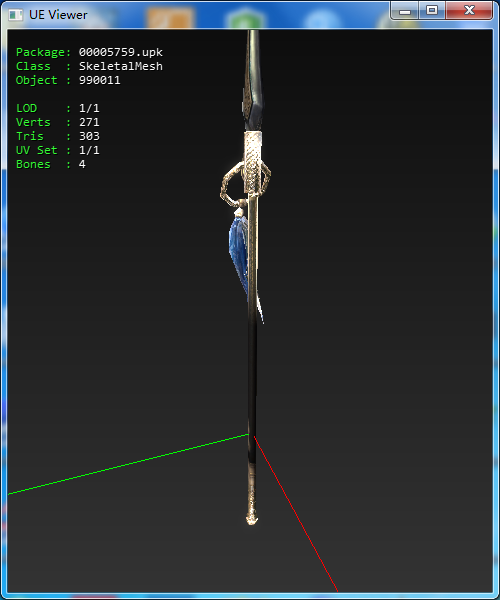 UE Viewer
Package: 00005759.upk
Class : SkeletalMesh
Object : 990011
LOD : 1/1
Verts : 271
Tris : 303
UV Set : 1/1
Bones : 4